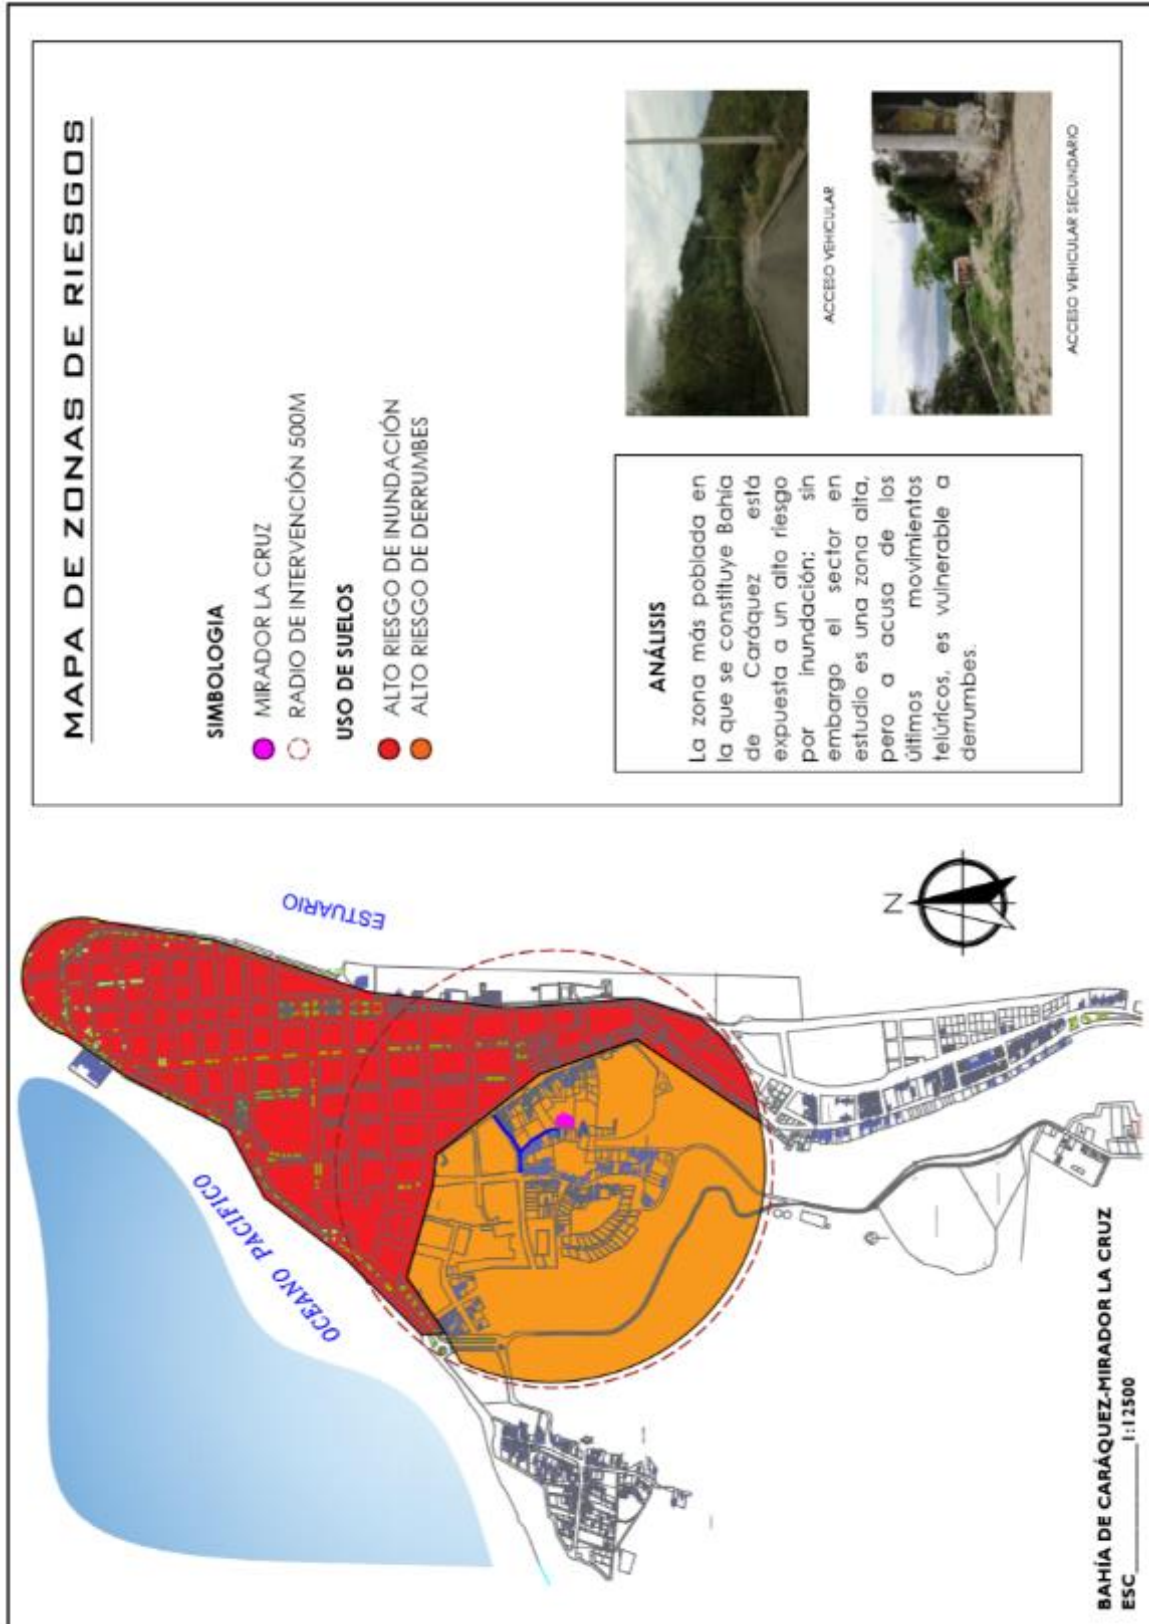 MAPA DE ZONAS DE RIESGOS
SIMBOLOGIA
MIRADOR LA CRUZ
RADIO DE INTERVENCIÓN 500M
USO DE SUELOS
ALTO RIESGO DE INUNDACIÓN
ALTO RIESGO DE DERRUMBES
ANÁLISIS
La zona más poblada en
la que se constituye Bahía
de Caráquez está
expuesta a un alto riesgo
por inundación; sin
embargo el sector en
estudio es una zona alta,
pero a acusa de los
últimos movimientos
telúricos, es vulnerable a
derrumbes.
ACCESO VEHICULAR
ACCESO VEHICULAR SECUNDARIO
ESTUARIO
OCEANO PACIFICO
N
BAHÍA DE CARÁQUEZ-MIRADOR LA CRUZ
ESC_________1:12500